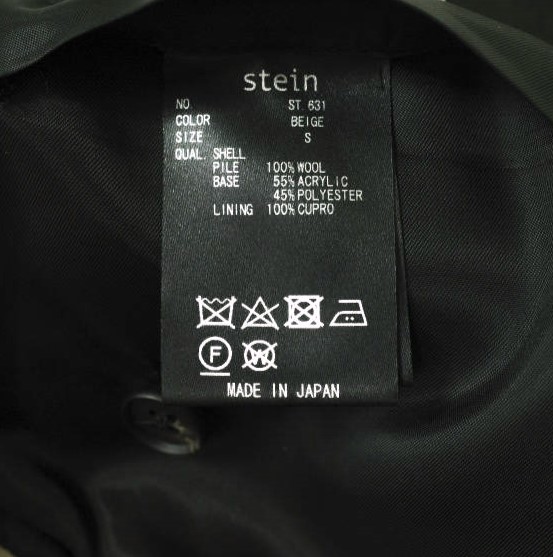 stein
NO. ST.631
COLOR BEIGE
SIZE S
QUAL. SHELL
PILE 100% WOOL
BASE 55% ACRYLIC
45% POLYESTER
LINING 100% CUPRO
F W
MADE IN JAPAN